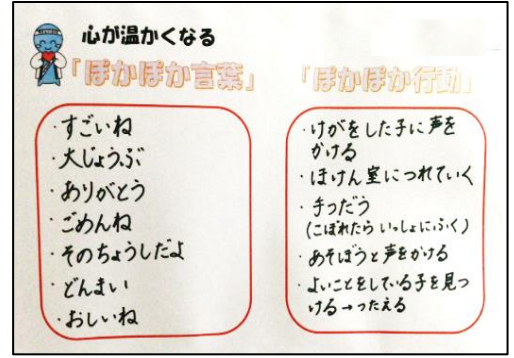 心が温かくなる
「ぽかぽか言葉」
「ぽかぽか行動」
・すごいね
・大じょうぶ
・ありがとう
・ごめんね
・そのちょうしだよ
・どんまい
・おしいね
・けがをした子に声を
かける
・ほけん室につれていく
・手つだう
(こぼれたらいっしょにふく)
・あそぼうと声をかける
・よいことをしている子を見つ
ける→つたえる